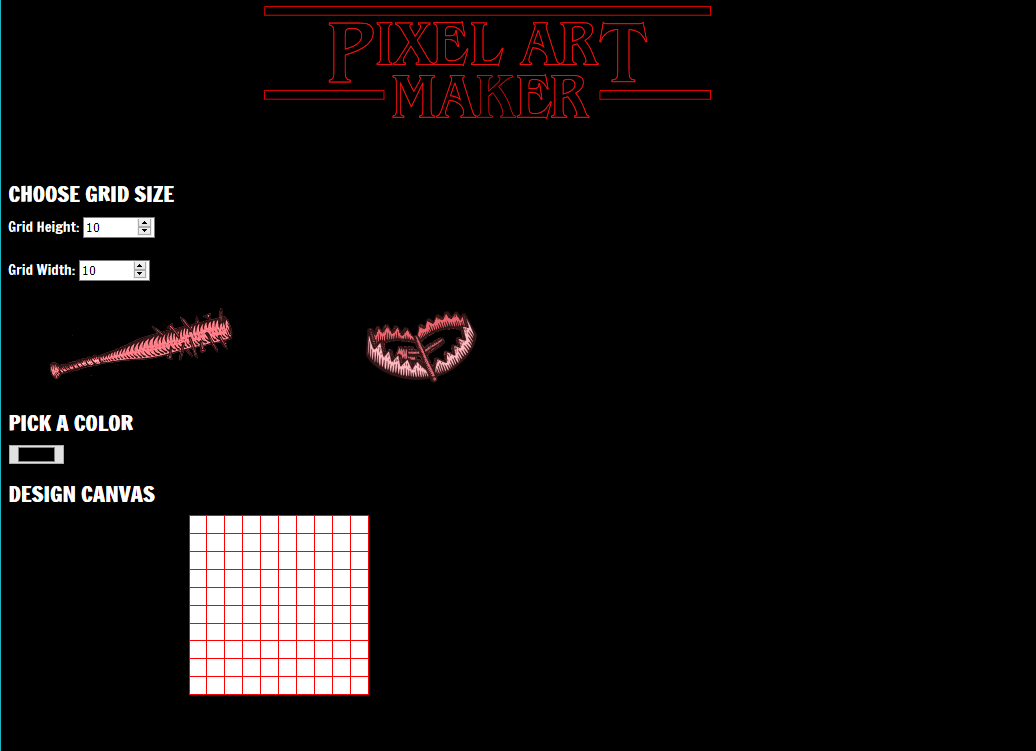 PIXEL ART
MAKER
CHOOSE GRID SIZE
Grid Height: 10
Grid Width: 10
PICK A COLOR
DESIGN CANVAS